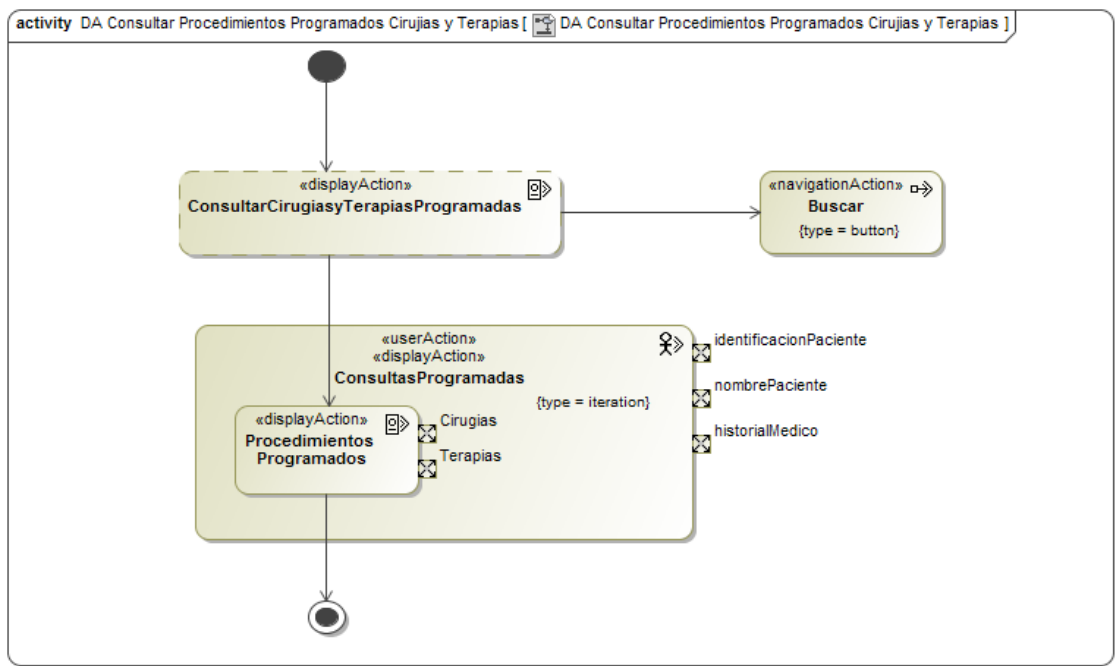 activity DA Consultar Procedimientos Programados Cirujias y Terapias [ DA Consultar Procedimientos Programados Cirujias y Terapias ]
«displayAction»
ConsultarCirugiasyTerapiasProgramadas
«navigationAction»
Buscar
{type = button}
«userAction»
«displayAction»
ConsultasProgramadas
{type = iteration}
identificacionPaciente
nombrePaciente
historialMedico
«displayAction»
Procedimientos
Programados
Cirugias
Terapias